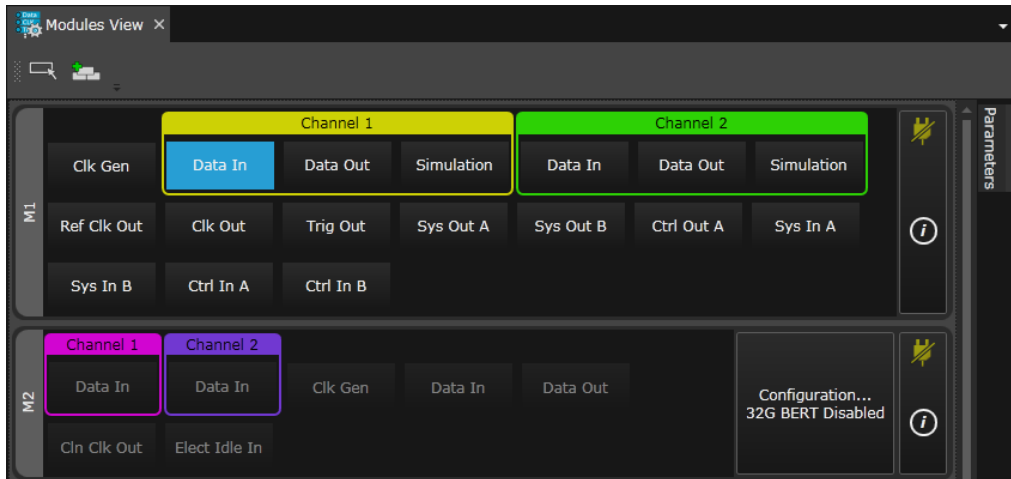 Modules View
Parameters
M1
Channel 1
Channel 2
Clk Gen
Data In
Data Out
Simulation
Data In
Data Out
Simulation
Ref Clk Out
Clk Out
Trig Out
Sys Out A
Sys Out B
Ctrl Out A
Sys In A
Sys In B
Ctrl In A
Ctrl In B
M2
Channel 1
Channel 2
Data In
Data In
Clk Gen
Data In
Data Out
Configuration...
32G BERT Disabled
Cln Clk Out
Elect Idle In